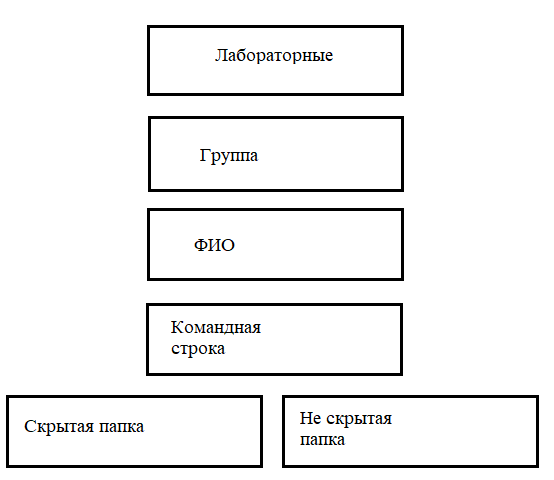 Лабораторные
Группа
ФИО
Командная
строка
Скрытая папка
Не скрытая
папка